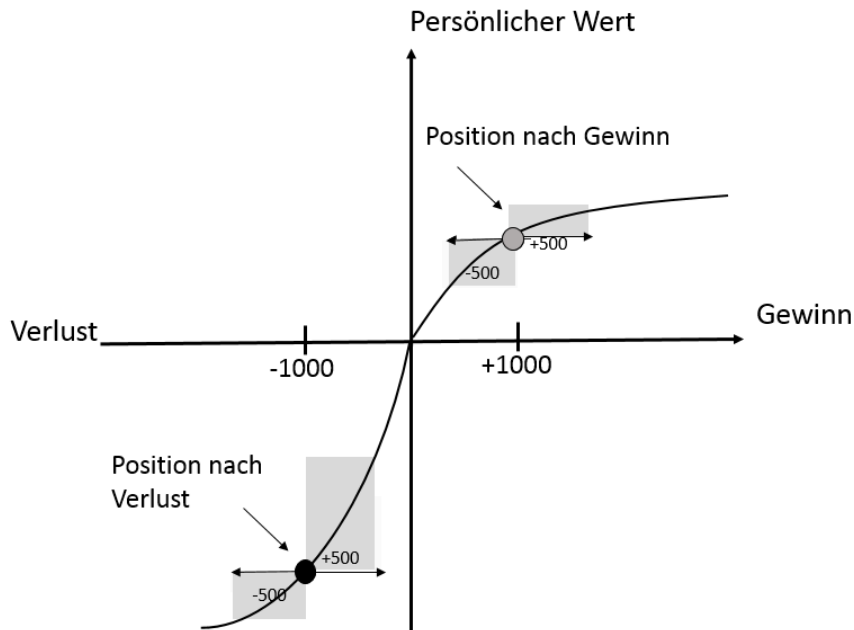 Persönlicher Wert
Position nach Gewinn
+500
-500
Verlust
Gewinn
-1000
+1000
Position nach
Verlust
+500
-500